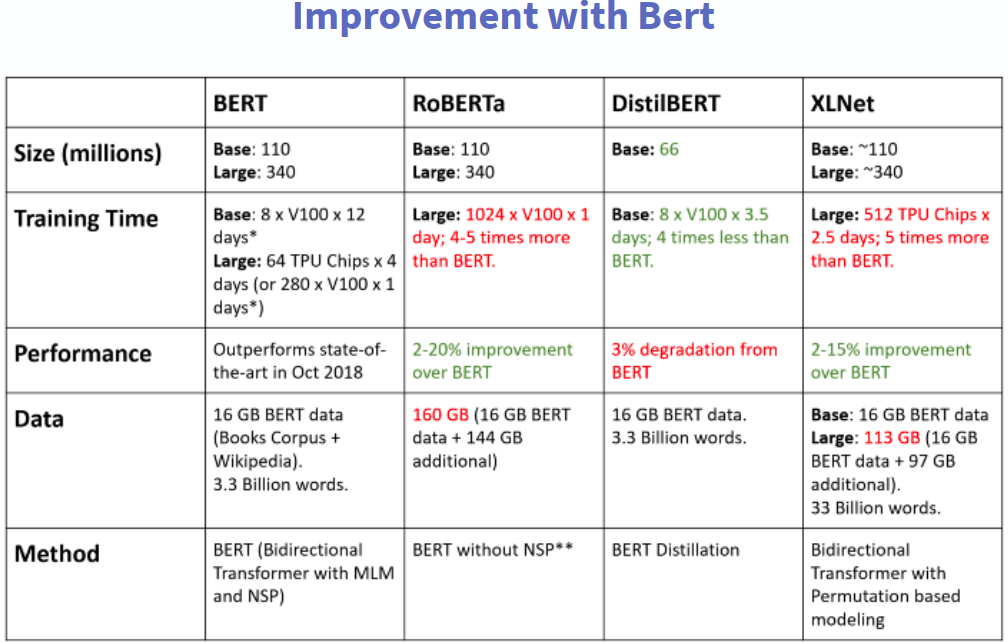 Improvement with Bert
BERT
RoBERTa
DistilBERT
XLNet
Size (millions)
Base: 110
Large: 340
Base: 110
Large: 340
Base: 66
Base: ~110
Large: ~340
Training Time
Base: 8 x V100 x 12
days*
Large: 64 TPU Chips x 4
days (or 280 x V100 x 1
days*)
Large: 1024 x V100 x 1
day; 4-5 times more
than BERT.
Base: 8 x V100 x 3.5
days; 4 times less than
BERT.
Large: 512 TPU Chips x
2.5 days; 5 times more
than BERT.
Performance
Outperforms state-of-
the-art in Oct 2018
2-20% improvement
over BERT
3% degradation from
BERT
2-15% improvement
over BERT
Data
16 GB BERT data
(Books Corpus +
Wikipedia).
3.3 Billion words.
160 GB (16 GB BERT
data + 144 GB
additional)
16 GB BERT data.
3.3 Billion words.
Base: 16 GB BERT data
Large: 113 GB (16 GB
BERT data + 97 GB
additional).
33 Billion words.
Method
BERT (Bidirectional
Transformer with MLM
and NSP)
BERT without NSP**
BERT Distillation
Bidirectional
Transformer with
Permutation based
modeling